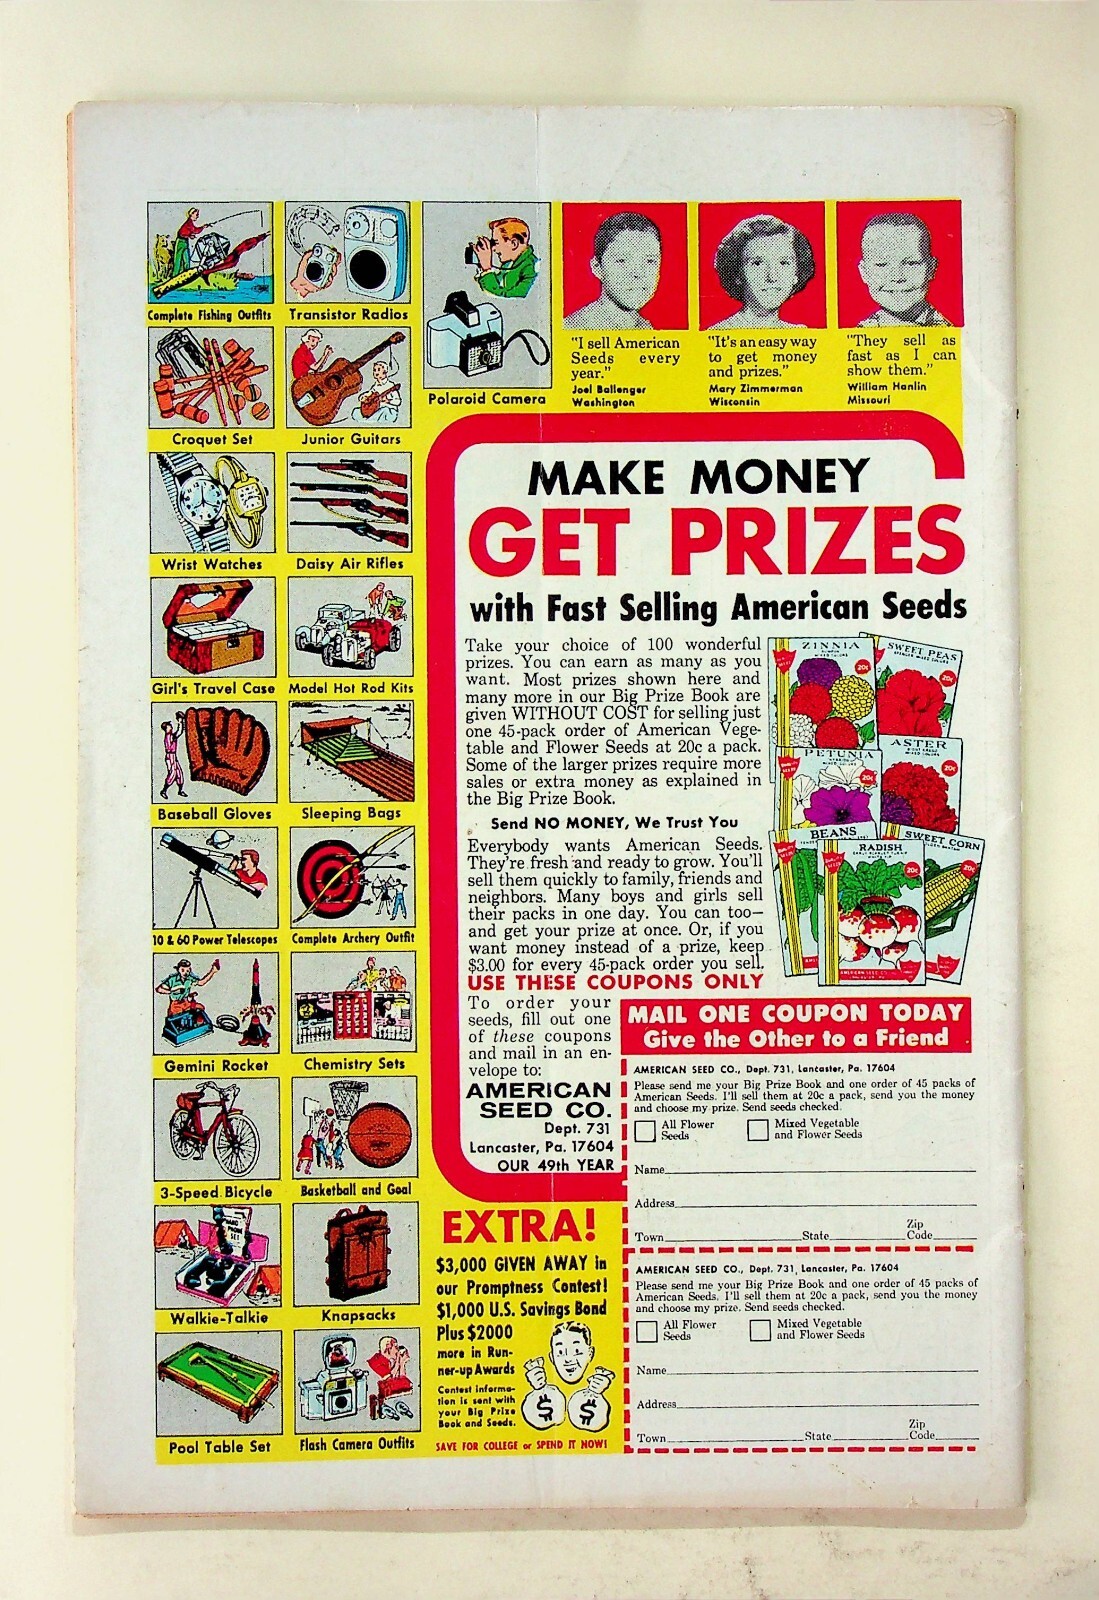 Complete Fishing Outfits
Transistor Radios
Polaroid Camera
Croquet Set
Junior Guitars
Wrist Watches
Daisy Air Rifles
Girl's Travel Case
Model Hot Rod Kits
Baseball Gloves
Sleeping Bags
10 & 60 Power Telescopes
Complete Archery Outfit
Gemini Rocket
Chemistry Sets
3-Speed Bicycle
Basketball and Goal
Walkie-Talkie
Knapsacks
Pool Table Set
Flash Camera Outfits
"I sell American
Seeds every
year."
Joel Ballenger
Washington
"It's an easy way
to get money
and prizes."
Mary Zimmerman
Wisconsin
"They sell as
fast as I can
show them."
William Hanlin
Missouri
MAKE MONEY
GET PRIZES
with Fast Selling American Seeds
Take your choice of 100 wonderful
prizes. You can earn as many as you
want. Most prizes shown here and
many more in our Big Prize Book are
given WITHOUT COST for selling just
one 45-pack order of American Vege-
table and Flower Seeds at 20c a pack.
Some of the larger prizes require more
sales or extra money as explained in
the Big Prize Book.
Send NO MONEY, We Trust You
Everybody wants American Seeds.
They're fresh and ready to grow. You'll
sell them quickly to family, friends and
neighbors. Many boys and girls sell
their packs in one day. You can too—
and get your prize at once. Or, if you
want money instead of a prize, keep
$3.00 for every 45-pack order you sell.
USE THESE COUPONS ONLY
To order your
seeds, fill out one
of these coupons
and mail in an en-
velope to:
AMERICAN
SEED CO.
Dept. 731
Lancaster, Pa. 17604
OUR 49th YEAR
ZINNIA
MIXED COLORS
20c
SWEET PEAS
MIXED COLORS
20c
PETUNIA
MIXED COLORS
20c
ASTER
MIXED COLORS
20c
BEANS
SWEET CORN
20c
RADISH
20c
AMERICAN SEED CO.
MAIL ONE COUPON TODAY
Give the Other to a Friend
AMERICAN SEED CO., Dept. 731, Lancaster, Pa. 17604
Please send me your Big Prize Book and one order of 45 packs of
American Seeds. I'll sell them at 20c a pack, send you the money
and choose my prize. Send seeds checked.
All Flower
Seeds
Mixed Vegetable
and Flower Seeds
Name
Address
Town State Zip Code
AMERICAN SEED CO., Dept. 731, Lancaster, Pa. 17604
Please send me your Big Prize Book and one order of 45 packs of
American Seeds. I'll sell them at 20c a pack, send you the money
and choose my prize. Send seeds checked.
All Flower
Seeds
Mixed Vegetable
and Flower Seeds
Name
Address
Town State Zip Code
EXTRA!
$3,000 GIVEN AWAY in
our Promptness Contest!
$1,000 U.S. Savings Bond
Plus $2000
more in Run-
ner-up Awards
Contest informa-
tion is sent with
your Big Prize
Book and Seeds.
$ $
SAVE FOR COLLEGE or SPEND IT NOW!